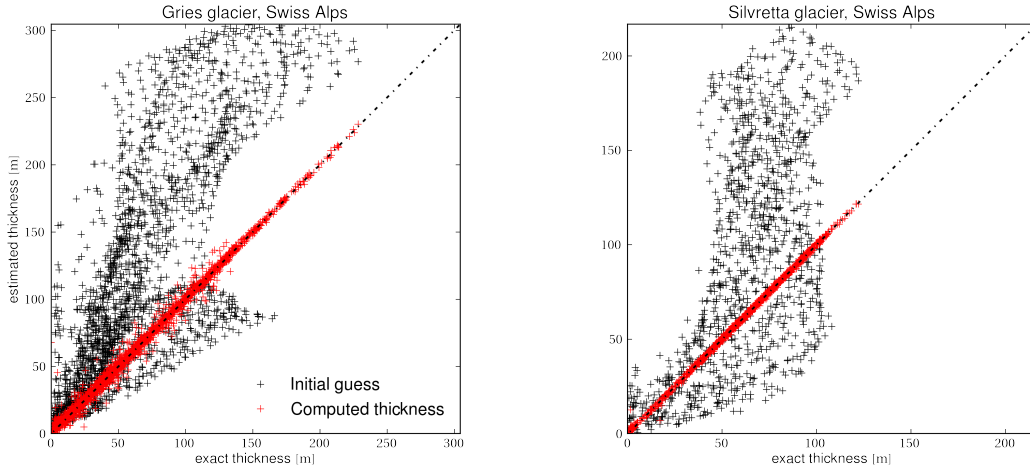 Gries glacier, Swiss Alps
300
250
200
150
100
50
0
estimated thickness [m]
0 50 100 150 200 250 300
exact thickness [m]
Initial guess
Computed thickness
Silvretta glacier, Swiss Alps
200
150
100
50
0
0 50 100 150 200
exact thickness [m]